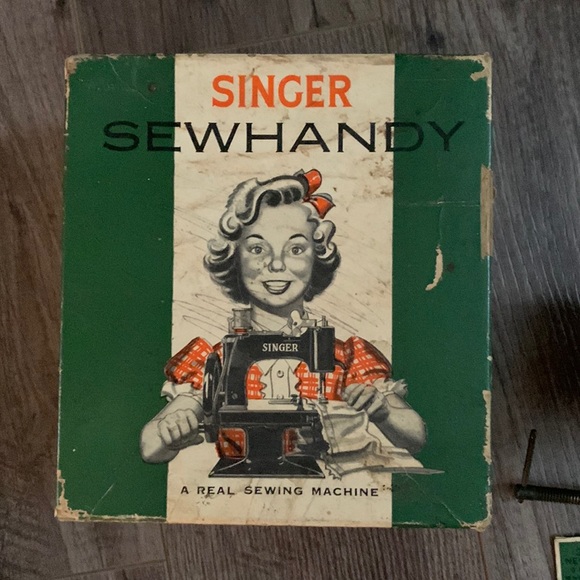 SINGER
SEWHANDY
SINGER
A REAL SEWING MACHINE